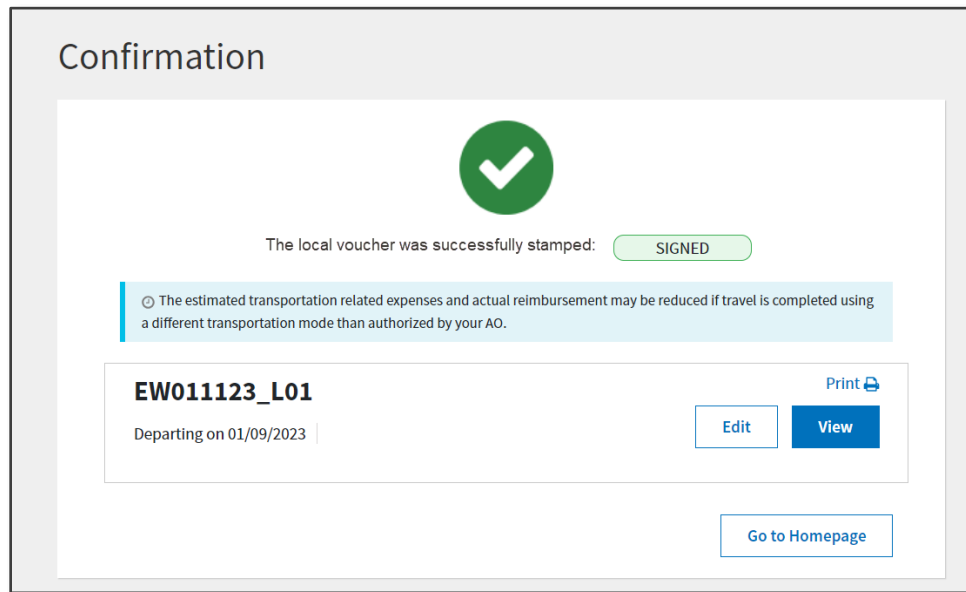 Confirmation
The local voucher was successfully stamped: SIGNED
The estimated transportation related expenses and actual reimbursement may be reduced if travel is completed using
a different transportation mode than authorized by your AO.
Print
EW011123_L01
Edit View
Departing on 01/09/2023
Go to Homepage